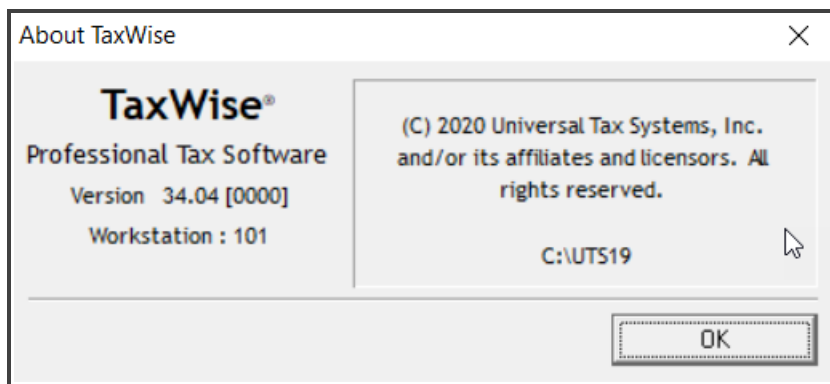 About TaxWise
TaxWise®
Professional Tax Software
Version 34.04 [0000]
Workstation : 101
(C) 2020 Universal Tax Systems, Inc.
and/or its affiliates and licensors. All
rights reserved.
C:\UTS19
OK